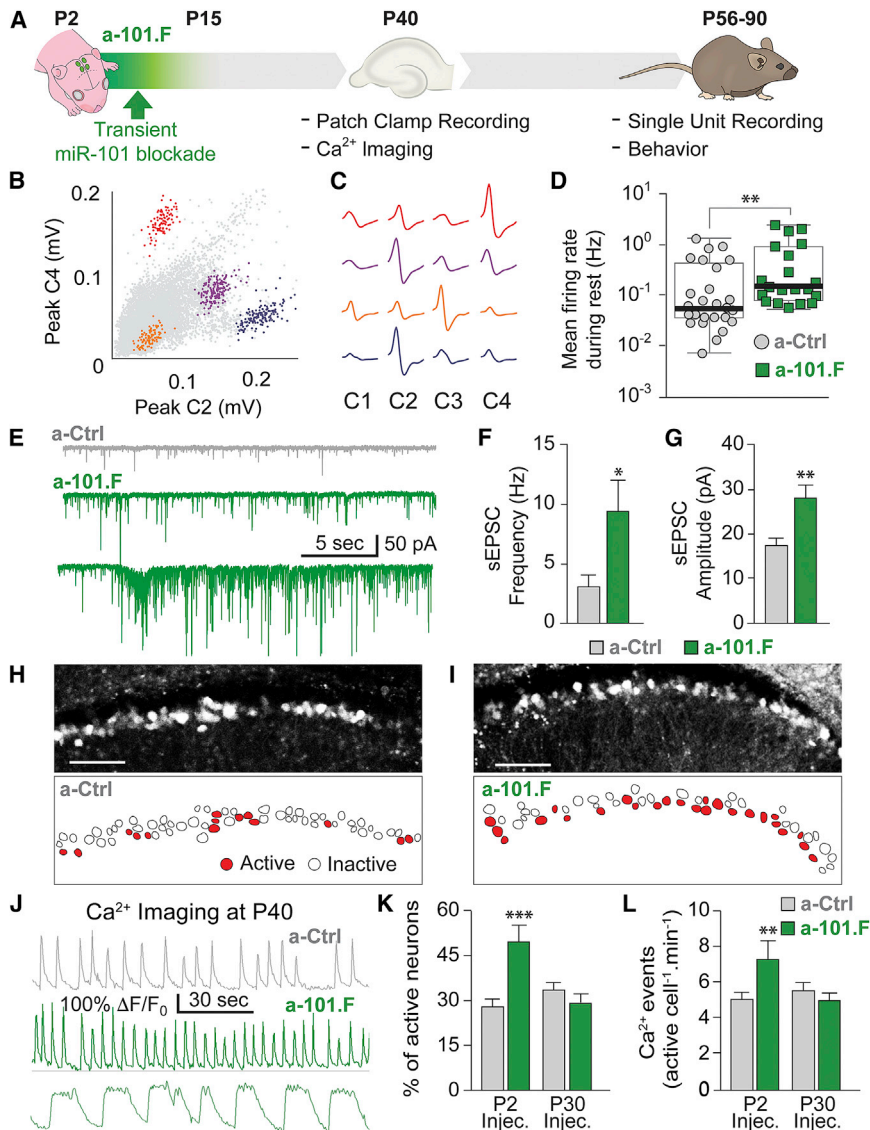 A
P2
P15
P40
P56-90
a-101.F
Transient
miR-101 blockade
- Patch Clamp Recording
- Ca²⁺ Imaging
- Single Unit Recording
- Behavior
B
0.2
0.1
0
0.1
0.2
Peak C4 (mV)
Peak C2 (mV)
C
C1 C2 C3 C4
D
**
10¹
10⁰
10⁻¹
10⁻²
10⁻³
Mean firing rate
during rest (Hz)
a-Ctrl
a-101.F
E
a-Ctrl
a-101.F
5 sec
50 pA
F
15
10
5
0
sEPSC
Frequency (Hz)
*
G
40
30
20
10
0
sEPSC
Amplitude (pA)
**
a-Ctrl a-101.F
H
a-Ctrl
Active Inactive
I
a-101.F
J
Ca²⁺ Imaging at P40
a-Ctrl
100% ΔF/F₀
30 sec
a-101.F
K
60
45
30
15
0
% of active neurons
***
P2
Injec.
P30
Injec.
L
a-Ctrl
a-101.F
10
8
6
4
2
0
Ca²⁺ events
(active cell⁻¹.min⁻¹)
**
P2
Injec.
P30
Injec.